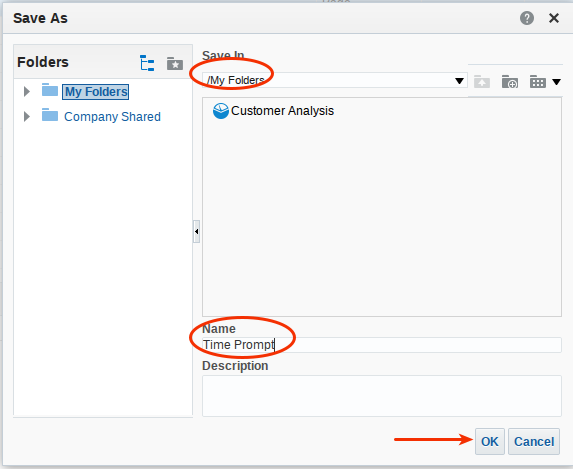 Save As
Folders
My Folders
Company Shared
Save In
/My Folders
Customer Analysis
Name
Time Prompt
Description
OK
Cancel